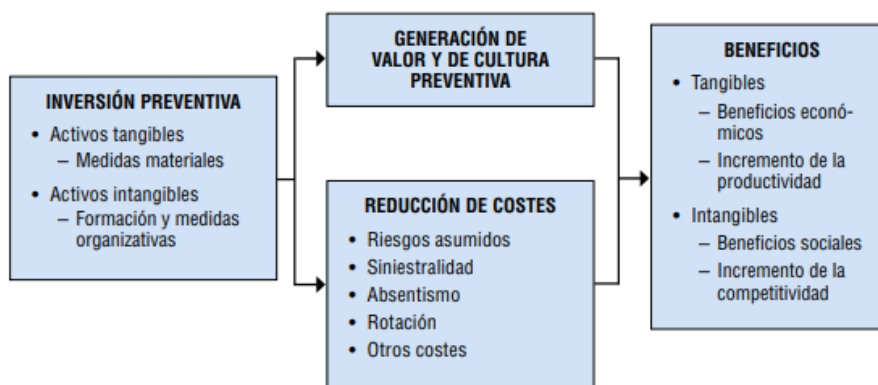 INVERSIÓN PREVENTIVA
• Activos tangibles
– Medidas materiales
• Activos intangibles
– Formación y medidas
organizativas
GENERACIÓN DE
VALOR Y DE CULTURA
PREVENTIVA
REDUCCIÓN DE COSTES
• Riesgos asumidos
• Siniestralidad
• Absentismo
• Rotación
• Otros costes
BENEFICIOS
• Tangibles
– Beneficios econó-
micos
– Incremento de la
productividad
• Intangibles
– Beneficios sociales
– Incremento de la
competitividad